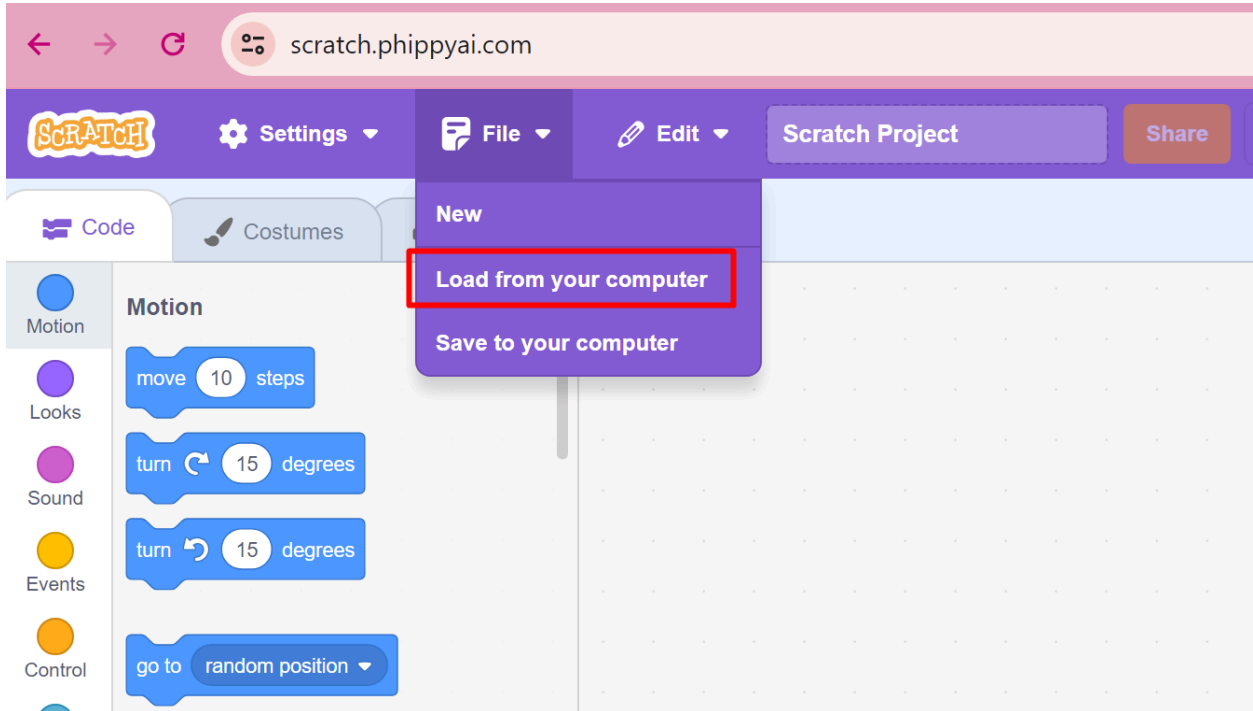 scratch.phippyai.com
SCRATCH Settings File Edit Scratch Project Share
Code Costumes
New
Load from your computer
Save to your computer
Motion
Looks
Sound
Events
Control
Motion
move 10 steps
turn 15 degrees
turn 15 degrees
go to random position